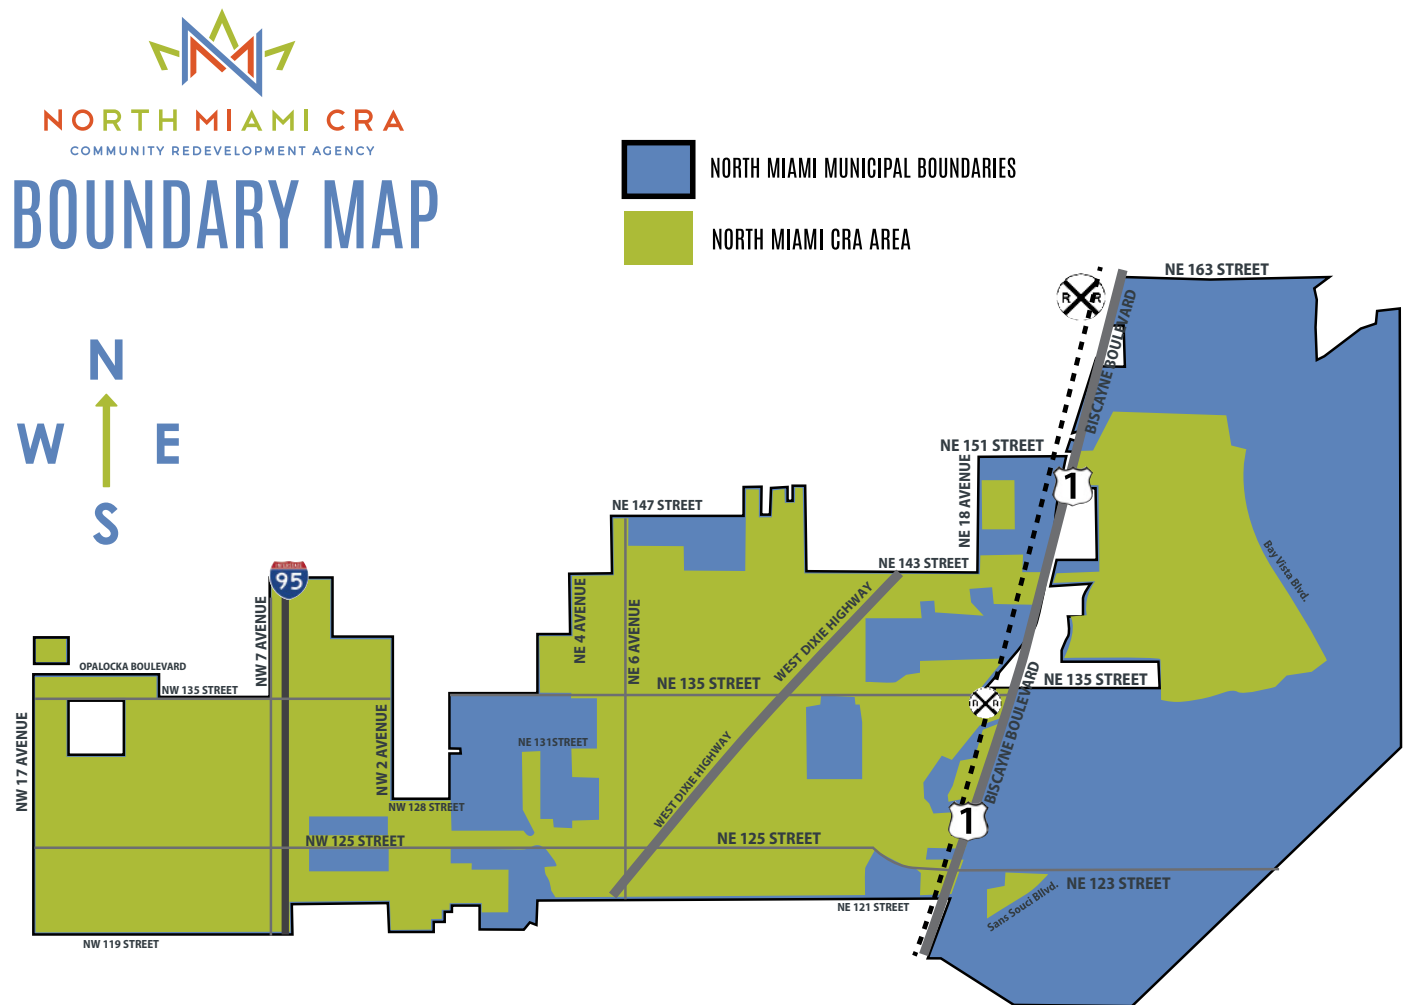 NORTH MIAMI CRA
COMMUNITY REDEVELOPMENT AGENCY
BOUNDARY MAP
NORTH MIAMI MUNICIPAL BOUNDARIES
NORTH MIAMI CRA AREA
N
W E
S
NE 163 STREET
R R
BISCAYNE BOULEVARD
NE 151 STREET
NE 18 AVENUE
1
NE 147 STREET
NE 143 STREET
Bay Vista Blvd.
INTERSTATE
95
NW 7 AVENUE
NE 4 AVENUE
NE 6 AVENUE
WEST DIXIE HIGHWAY
OPALOCKA BOULEVARD
NW 135 STREET
NE 135 STREET
NE 135 STREET
R R
NW 17 AVENUE
NW 2 AVENUE
NE 131STREET
WEST DIXIE HIGHWAY
BISCAYNE BOULEVARD
NW 128 STREET
1
NW 125 STREET
NE 125 STREET
NE 123 STREET
Sans Souci Bllvd.
NE 121 STREET
NW 119 STREET